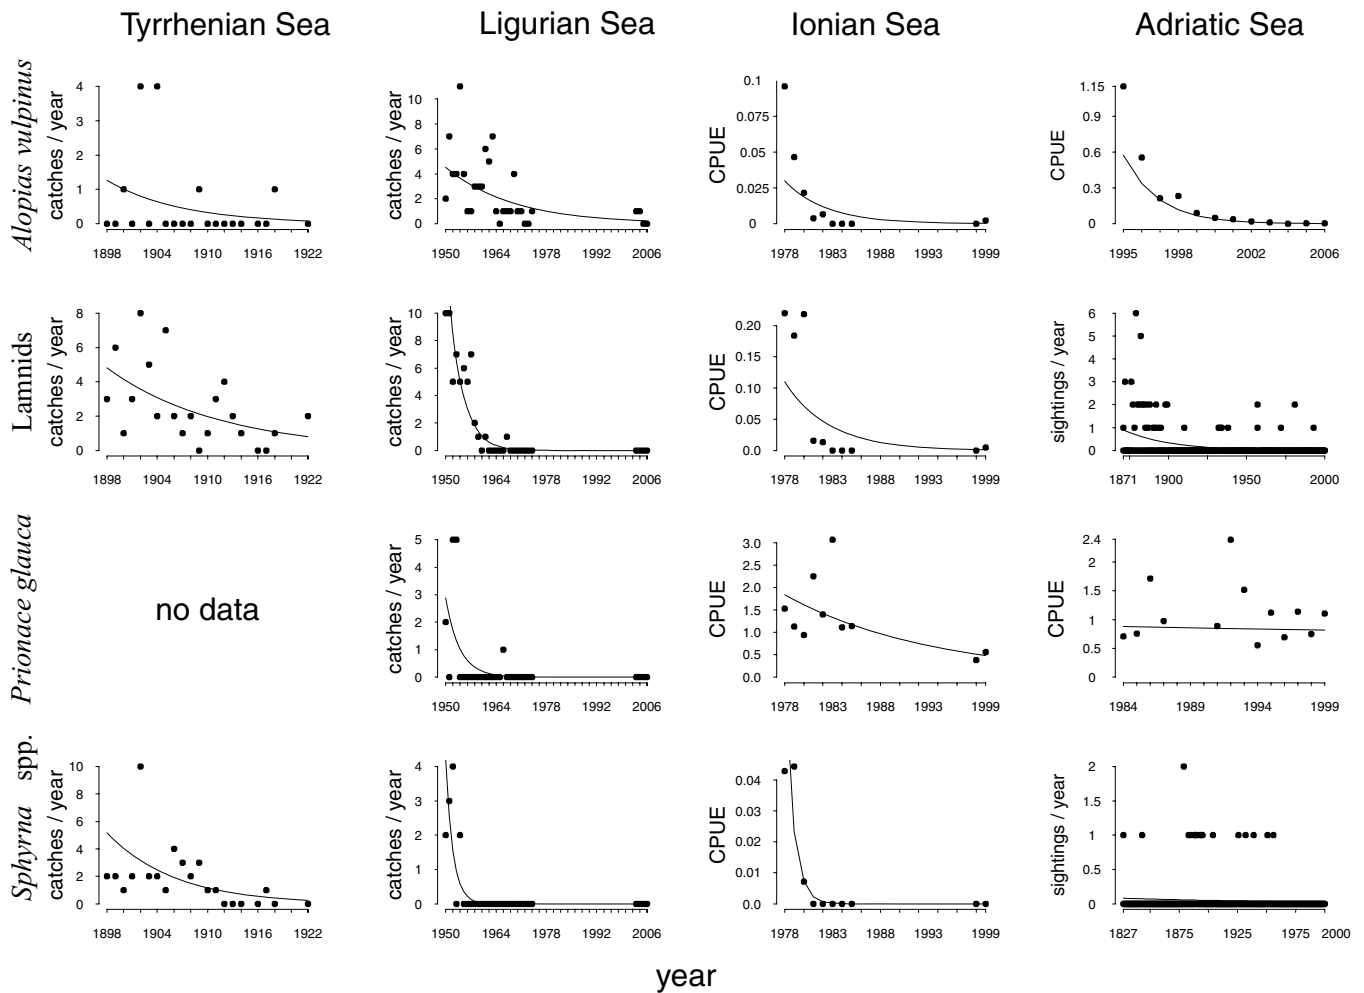 Tyrrhenian Sea Ligurian Sea Ionian Sea Adriatic Sea
Alopias vulpinus
catches / year
4
3
2
1
0
1898 1904 1910 1916 1922
catches / year
10
8
6
4
2
0
1950 1964 1978 1992 2006
CPUE
0.1
0.075
0.05
0.025
0
1978 1983 1988 1993 1999
CPUE
1.15
0.9
0.6
0.3
0
1995 1998 2002 2006
Lamnids
catches / year
8
6
4
2
0
1898 1904 1910 1916 1922
catches / year
10
8
6
4
2
0
1950 1964 1978 1992 2006
CPUE
0.20
0.15
0.10
0.05
0.0
1978 1983 1988 1993 1999
sightings / year
6
5
4
3
2
1
0
1871 1900 1950 2000
Prionace glauca
no data
catches / year
5
4
3
2
1
0
1950 1964 1978 1992 2006
CPUE
3.0
2.5
2.0
1.5
1.0
0.5
0.0
1978 1983 1988 1993 1999
CPUE
2.4
2
1.5
1
0.5
0
1984 1989 1994 1999
Sphyrna spp.
catches / year
10
8
6
4
2
0
1898 1904 1910 1916 1922
catches / year
4
3
2
1
0
1950 1964 1978 1992 2006
CPUE
0.04
0.03
0.02
0.01
0.0
1978 1983 1988 1993 1999
sightings / year
2
1.5
1
0.5
0
1827 1875 1925 1975 2000
year